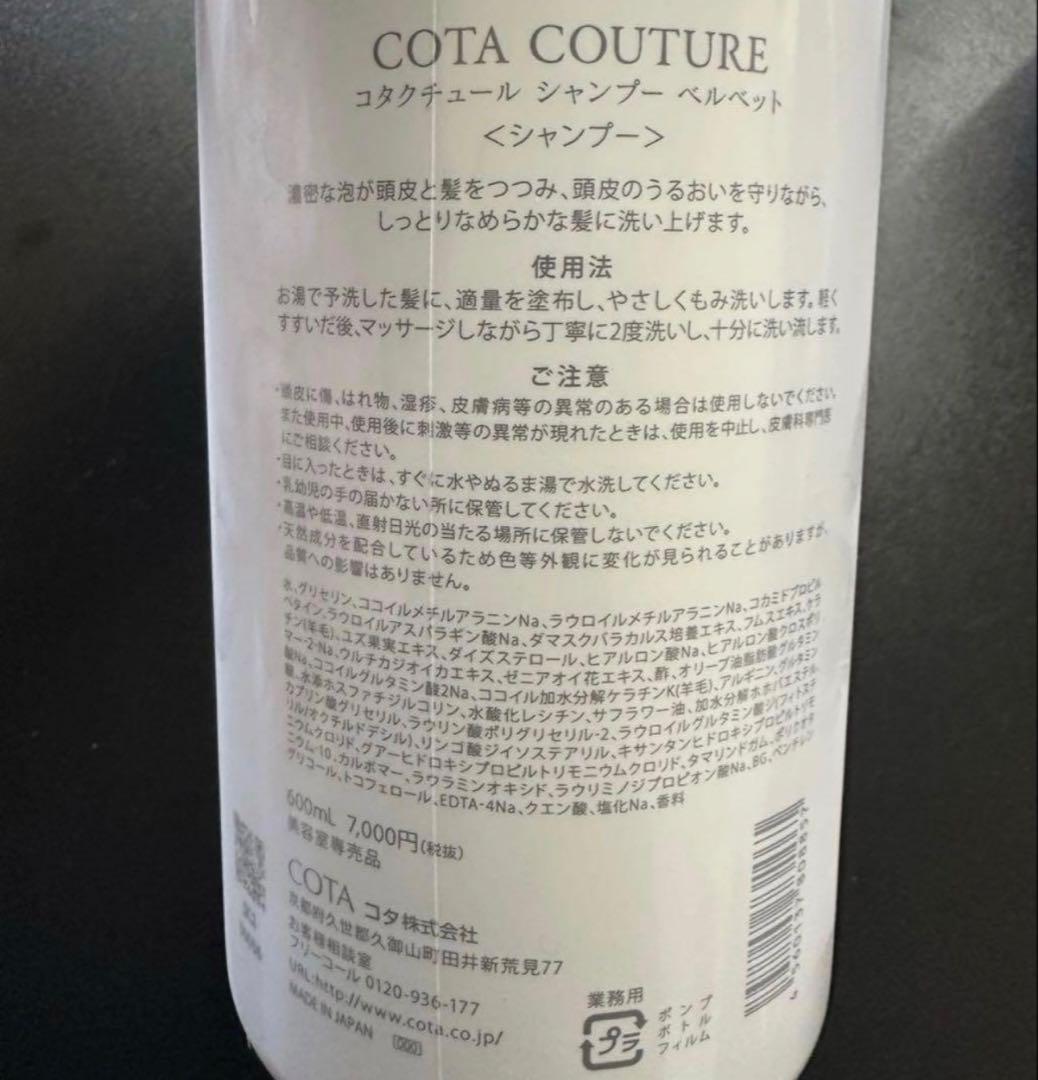 COTA COUTURE
コタクチュール シャンプー ベルベット
<シャンプー>
濃密な泡が頭皮と髪をつつみ、頭皮のうるおいを守りながら、
しっとりなめらかな髪に洗い上げます。
使用法
お湯で予洗した髪に、適量を塗布し、やさしくもみ洗いします。軽く
すすいだ後、マッサージしながら丁寧に2度洗いし、十分に洗い流します。
ご注意
・頭皮に傷、はれ物、湿疹、皮膚病等の異常のある場合は使用しないでください。
また使用中、使用後に刺激等の異常が現れたときは、使用を中止し、皮膚科専門医
にご相談ください。
・目に入ったときは、すぐに水やぬるま湯で水洗してください。
・乳幼児の手の届かない所に保管してください。
・高温や低温、直射日光の当たる場所に保管しないでください。
・天然成分を配合しているため色等外観に変化が見られることがありますが、
品質への影響はありません。
水、グリセリン、ココイルメチルアラニンNa、ラウロイルメチルアラニンNa、コカミドプロピル
ベタイン、ラウロイルアスパラギン酸Na、ダマスクバラカルス培養エキス、フムスエキス、ケラ
チン(羊毛)、ユズ果実エキス、ダイズステロール、ヒアルロン酸Na、ヒアルロン酸クロスポリ
マー-2-Na、ウルチカジオイカエキス、ゼニアオイ花エキス、酢、オリーブ油脂肪酸グルタミン
酸Na、ココイルグルタミン酸2Na、ココイル加水分解ケラチンK(羊毛)、アルギニン、グルタミン
酸、水添ホスファチジルコリン、水酸化レシチン、サフラワー油、加水分解ホホバエステル、
カプリン酸グリセリル、ラウリン酸ポリグリセリル-2、ラウロイルグルタミン酸ジ(フィトステ
リル/オクチルドデシル)、リンゴ酸ジイソステアリル、キサンタンヒドロキシプロピルトリモ
ニウムクロリド、グアーヒドロキシプロピルトリモニウムクロリド、タマリンドガム、ポリクオタ
ニウム-10、カルボマー、ラウラミンオキシド、ラウリミノジプロピオン酸Na、BG、ペンチレン
グリコール、トコフェロール、EDTA-4Na、クエン酸、塩化Na、香料
600mL 7,000円(税抜)
美容室専売品
COTA コタ株式会社
京都府久世郡久御山町田井新荒見77
お客様相談室
フリーコール 0120-936-177
URL:http://www.cota.co.jp/
MADE IN JAPAN
業務用
プラ
ポンプ
ボトル
フィルム
4 560137 808857